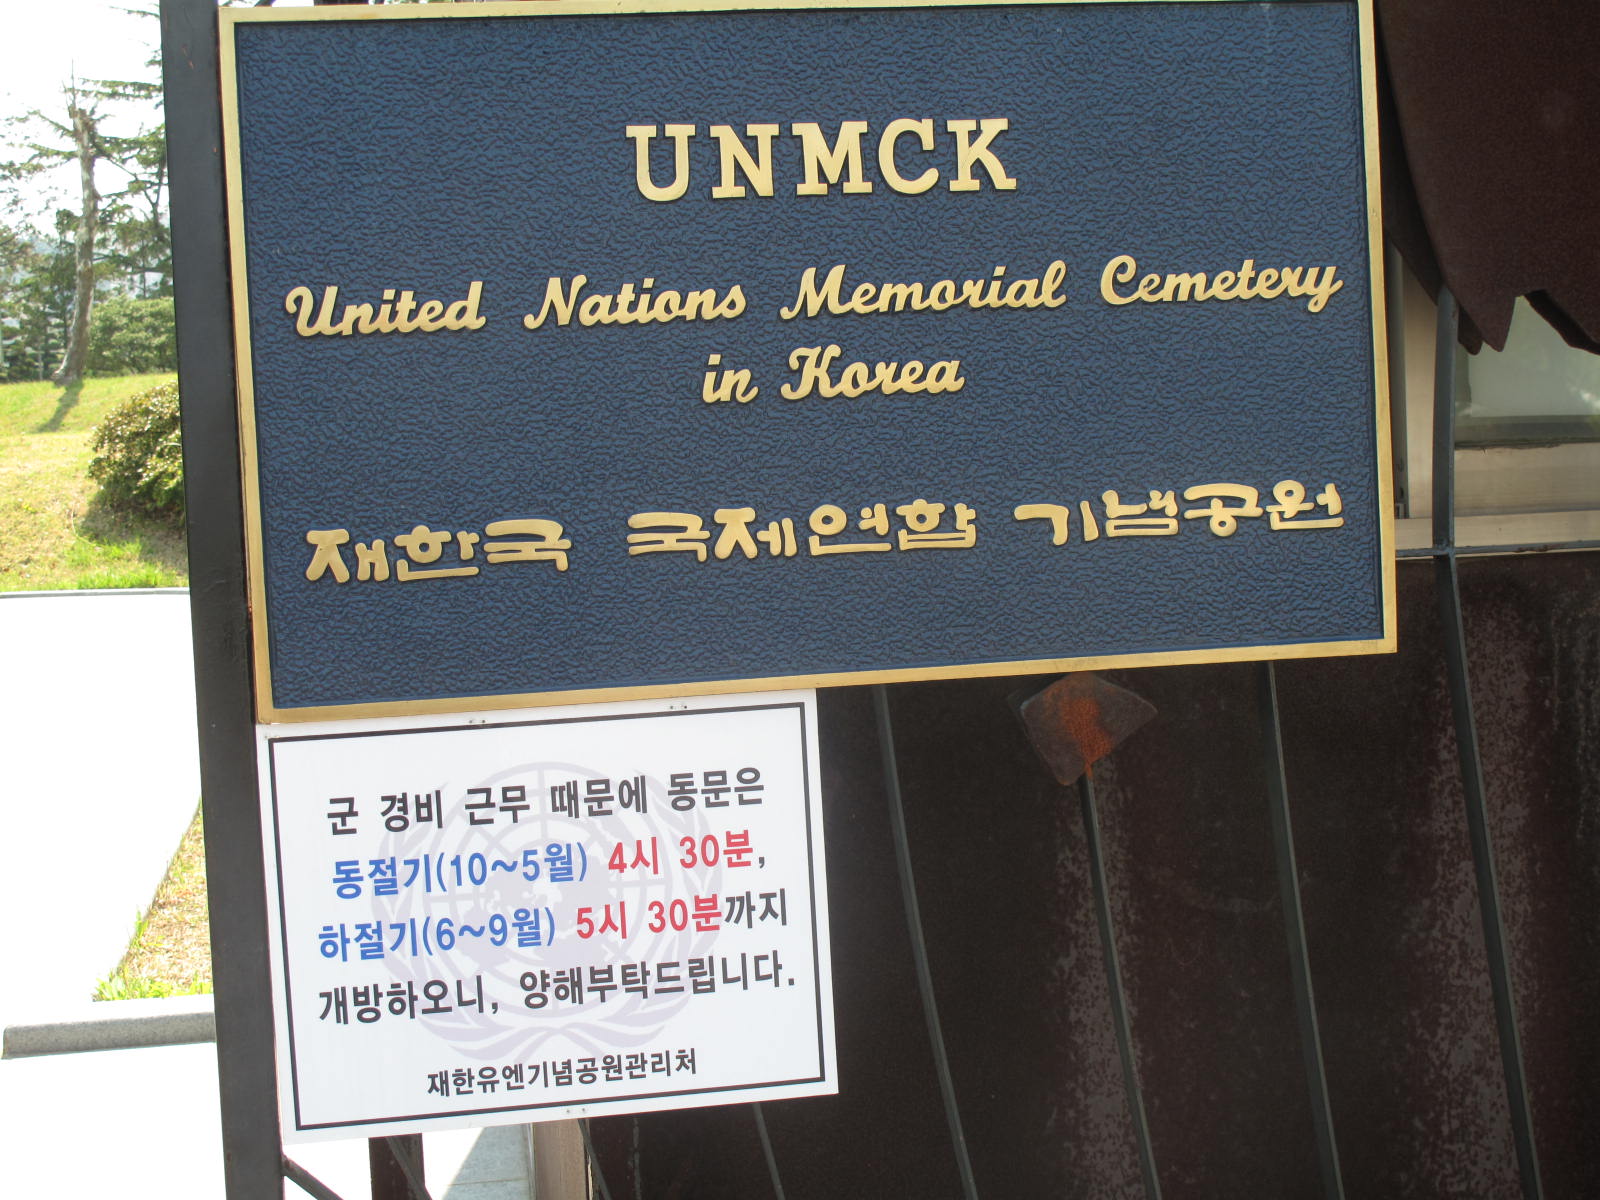 UNMCK
United Nations Memorial Cemetery
in Korea
재한국 국제연합 기념공원
군 경비 근무 때문에 동문은
동절기(10~5월) 4시 30분,
하절기(6~9월) 5시 30분까지
개방하오니, 양해부탁드립니다.
재한유엔기념공원관리처